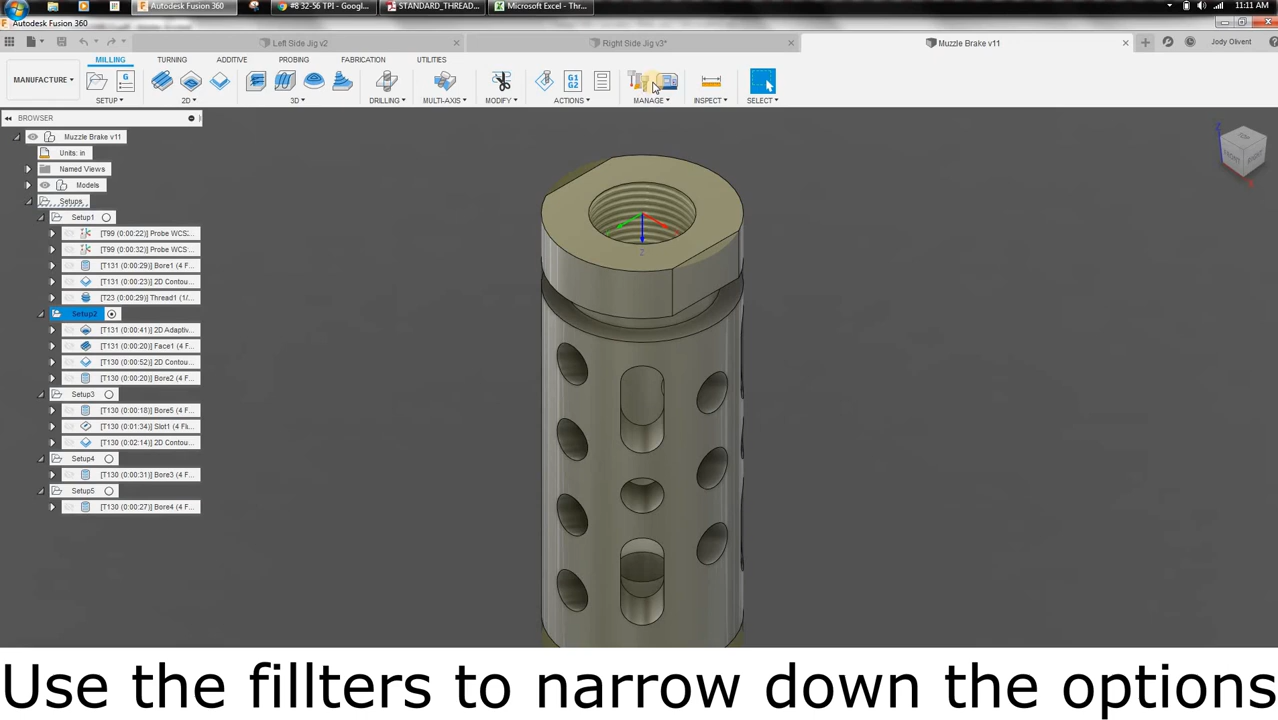 Autodesk Fusion 360
#8 32-56 TPI - Googl...
STANDARD_THREAD...
Microsoft Excel - Thr...
11:11 AM
Autodesk Fusion 360
Left Side Jig v2
Right Side Jig v3*
Muzzle Brake v11
Jody Olivent
MILLING
TURNING
ADDITIVE
PROBING
FABRICATION
UTILITIES
MANUFACTURE
G1
G2
SETUP
2D
3D
DRILLING
MULTI-AXIS
MODIFY
ACTIONS
MANAGE
INSPECT
SELECT
BROWSER
Muzzle Brake v11
Units: in
Named Views
Models
Setups
Setup1
[T99 (0:00:22)] Probe WCS...
[T99 (0:00:32)] Probe WCS...
[T131 (0:00:29)] Bore1 (4 F...
[T131 (0:00:23)] 2D Contou...
[T23 (0:00:29)] Thread1 (1/...
Setup2
[T131 (0:00:41)] 2D Adaptiv...
[T131 (0:00:20)] Face1 (4 F...
[T130 (0:00:52)] 2D Contou...
[T130 (0:00:20)] Bore2 (4 F...
Setup3
[T130 (0:00:18)] Bore5 (4 F...
[T130 (0:01:34)] Slot1 (4 Fl...
[T130 (0:02:14)] 2D Contou...
Setup4
[T130 (0:00:31)] Bore3 (4 F...
Setup5
[T130 (0:00:27)] Bore4 (4 F...
Z
Z
X
TOP
FRONT
RIGHT
Use the fillters to narrow down the options